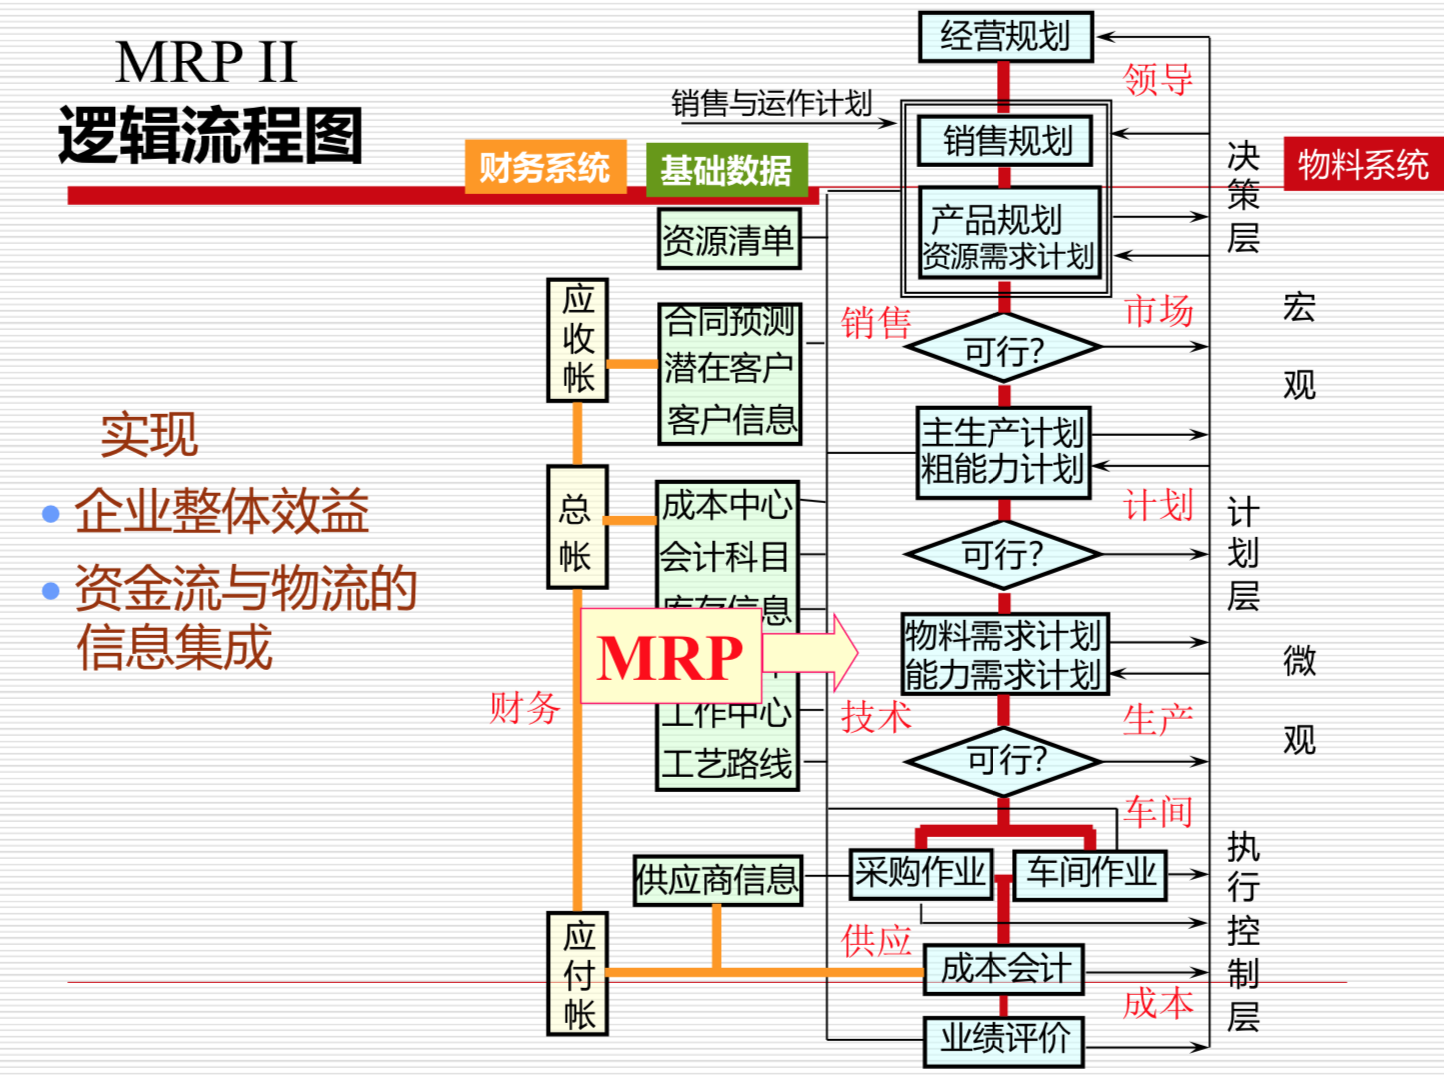 MRP II
逻辑流程图
财务系统
基础数据
物料系统
实现
企业整体效益
资金流与物流的
信息集成
应收帐
总帐
应付帐
财务
资源清单
合同预测
潜在客户
客户信息
成本中心
会计科目
库存信息
MRP
工作中心
工艺路线
供应商信息
销售与运作计划
经营规划
领导
销售规划
产品规划
资源需求计划
销售
市场
可行?
主生产计划
粗能力计划
计划
可行?
物料需求计划
能力需求计划
技术
生产
可行?
车间
采购作业
车间作业
供应
成本会计
成本
业绩评价
决策层
计划层
执行控制层
宏观
微观